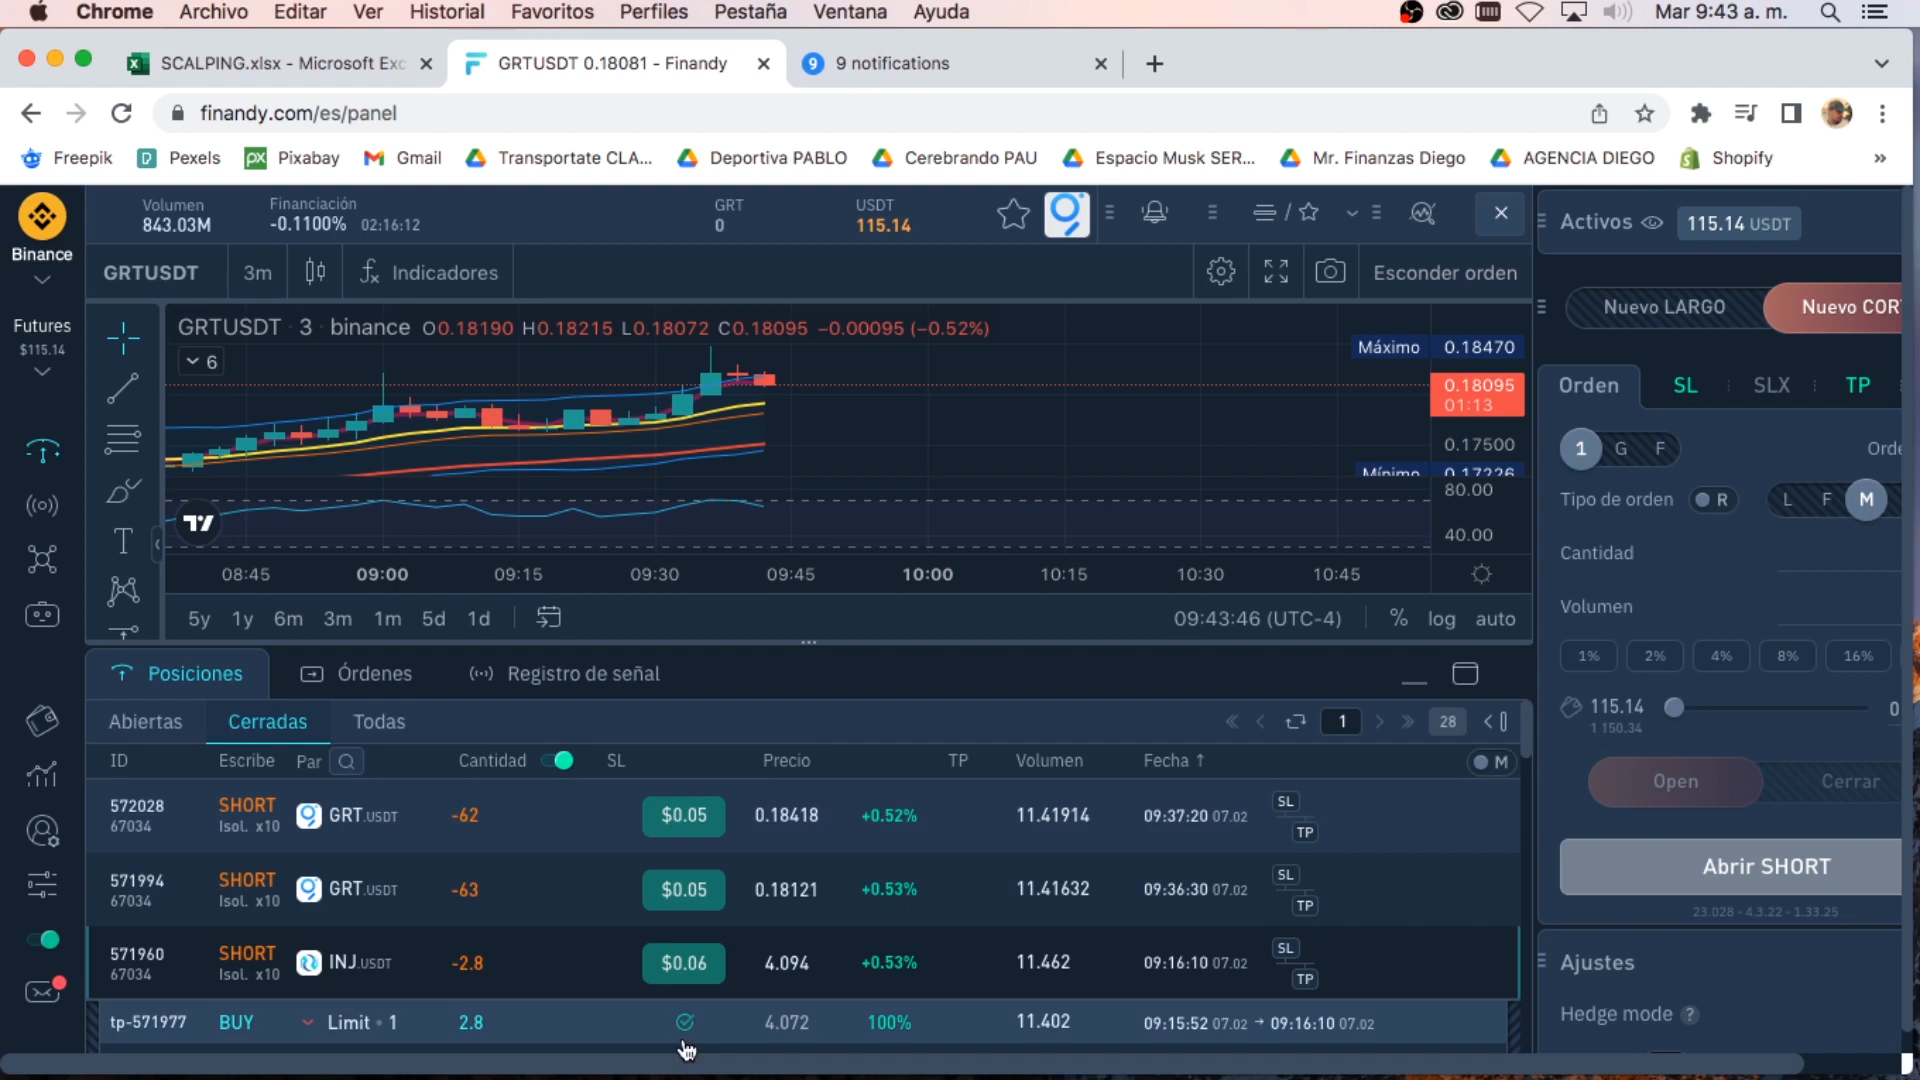 Chrome Archivo Editar Ver Historial Favoritos Perfiles Pestaña Ventana Ayuda Mar 9:43 a. m.
SCALPING.xlsx - Microsoft Exc GRTUSDT 0.18081 - Finandy 9 9 notifications
finandy.com/es/panel
Freepik Pexels Pixabay Gmail Transportate CLA... Deportiva PABLO Cerebrando PAU Espacio Musk SER... Mr. Finanzas Diego AGENCIA DIEGO Shopify »
Volumen Financiación GRT USDT
843.03M -0.1100% 02:16:12 0 115.14
Activos 115.14 USDT
Binance
GRTUSDT 3m Indicadores Esconder orden
Nuevo LARGO Nuevo COR
Futures
$115.14
GRTUSDT · 3 · binance O0.18190 H0.18215 L0.18072 C0.18095 −0.00095 (−0.52%)
6
Máximo 0.18470
0.18095
01:13
0.17500
Mínimo 0.17226
80.00
40.00
Orden SL SLX TP
1 G F Orde
Tipo de orden R L F M
Cantidad
Volumen
1% 2% 4% 8% 16%
08:45 09:00 09:15 09:30 09:45 10:00 10:15 10:30 10:45
5y 1y 6m 3m 1m 5d 1d 09:43:46 (UTC-4) % log auto
Posiciones Órdenes Registro de señal
115.14 0
1 150.34
Abiertas Cerradas Todas 1 28
ID Escribe Par Cantidad SL Precio TP Volumen Fecha ↑ M
Open Cerrar
572028 SHORT GRT.USDT -62 $0.05 0.18418 +0.52% 11.41914 09:37:20 07.02 SL
67034 Isol. x10 TP
Abrir SHORT
23.028 - 4.3.22 - 1.33.25
571994 SHORT GRT.USDT -63 $0.05 0.18121 +0.53% 11.41632 09:36:30 07.02 SL
67034 Isol. x10 TP
571960 SHORT INJ.USDT -2.8 $0.06 4.094 +0.53% 11.462 09:16:10 07.02 SL
67034 Isol. x10 TP
Ajustes
Hedge mode ?
tp-571977 BUY Limit • 1 2.8 4.072 100% 11.402 09:15:52 07.02 → 09:16:10 07.02